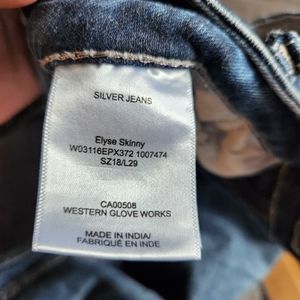 SILVER JEANS
Elyse Skinny
W03116EPX372 1007474
SZ18/L29
CA00508
WESTERN GLOVE WORKS
MADE IN INDIA/
FABRIQUÉ EN INDE